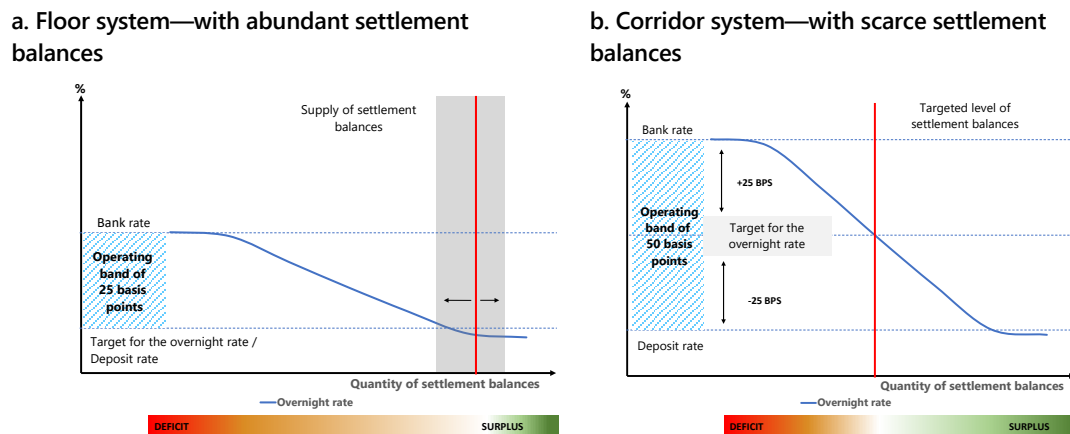 a. Floor system—with abundant settlement
balances
%
Supply of settlement
balances
Bank rate
Operating
band of
25 basis
points
Target for the overnight rate /
Deposit rate
Quantity of settlement balances
Overnight rate
DEFICIT
SURPLUS
b. Corridor system—with scarce settlement
balances
%
Targeted level of
settlement balances
Bank rate
+25 BPS
Operating
band of
50 basis
points
Target for the
overnight rate
-25 BPS
Deposit rate
Quantity of settlement balances
Overnight rate
DEFICIT
SURPLUS